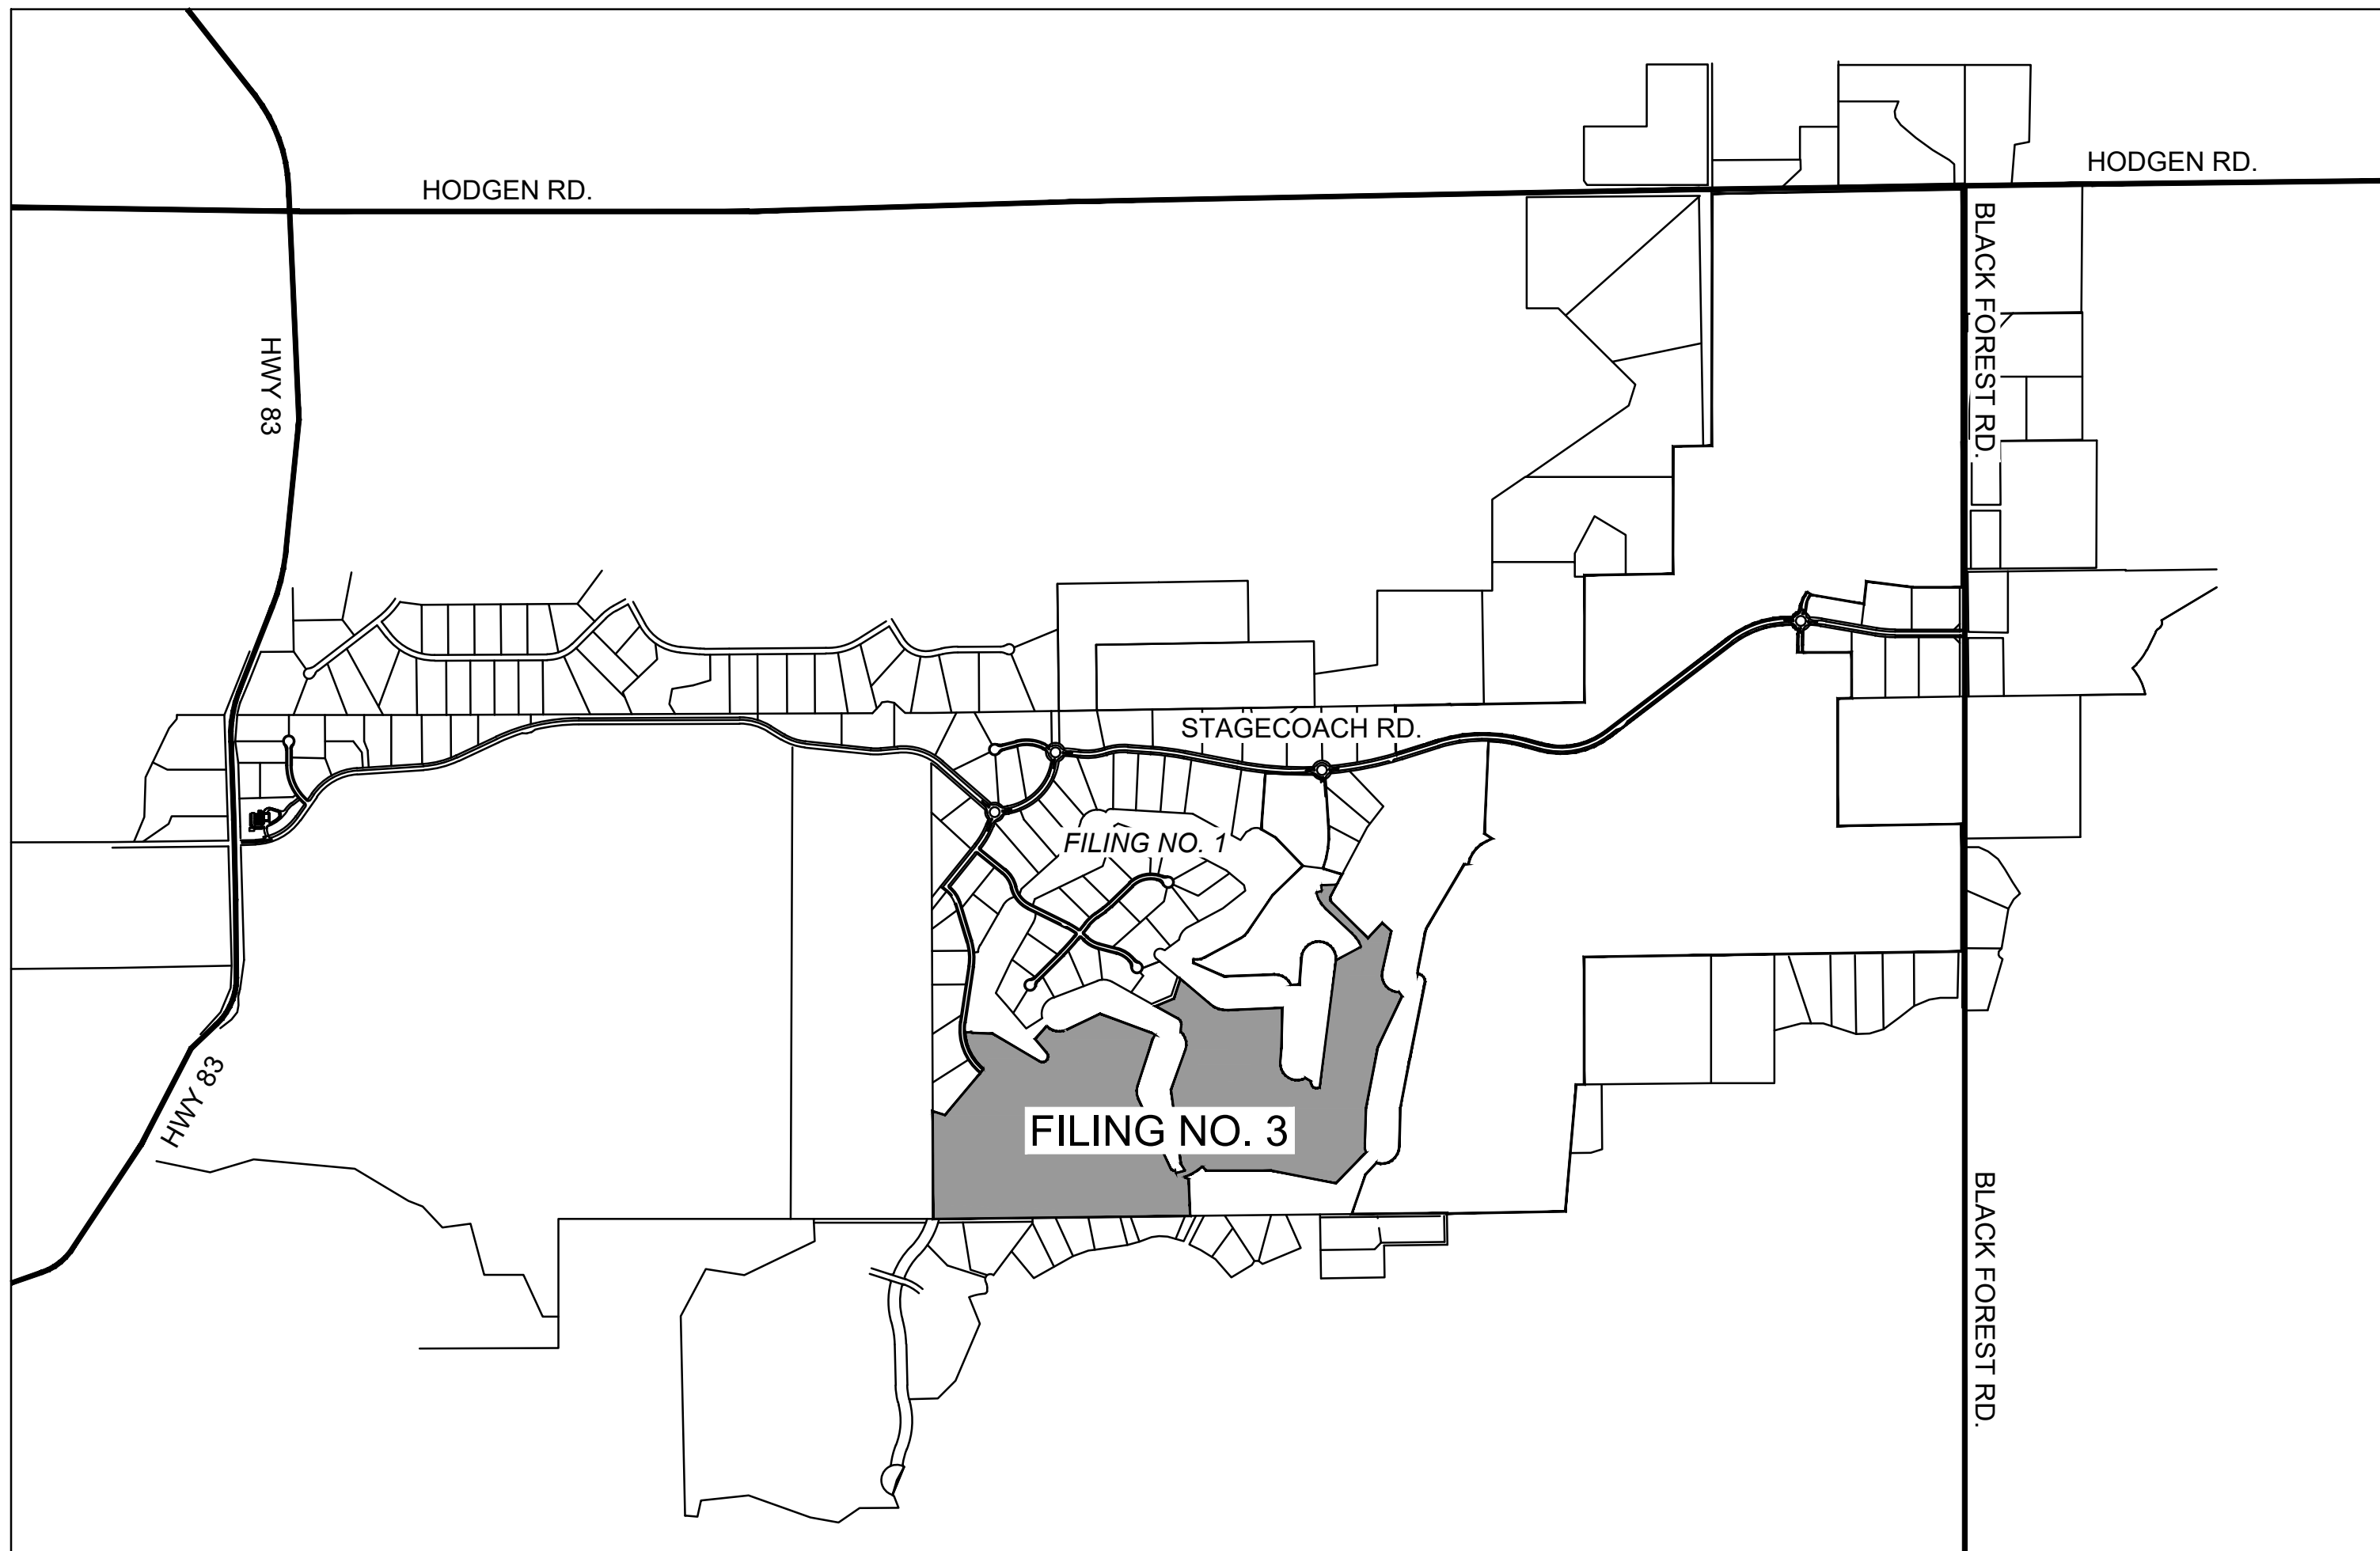 HODGEN RD.
HODGEN RD.
BLACK FOREST RD.
HWY 83
STAGECOACH RD.
FILING NO. 1
HWY 83
FILING NO. 3
BLACK FOREST RD.